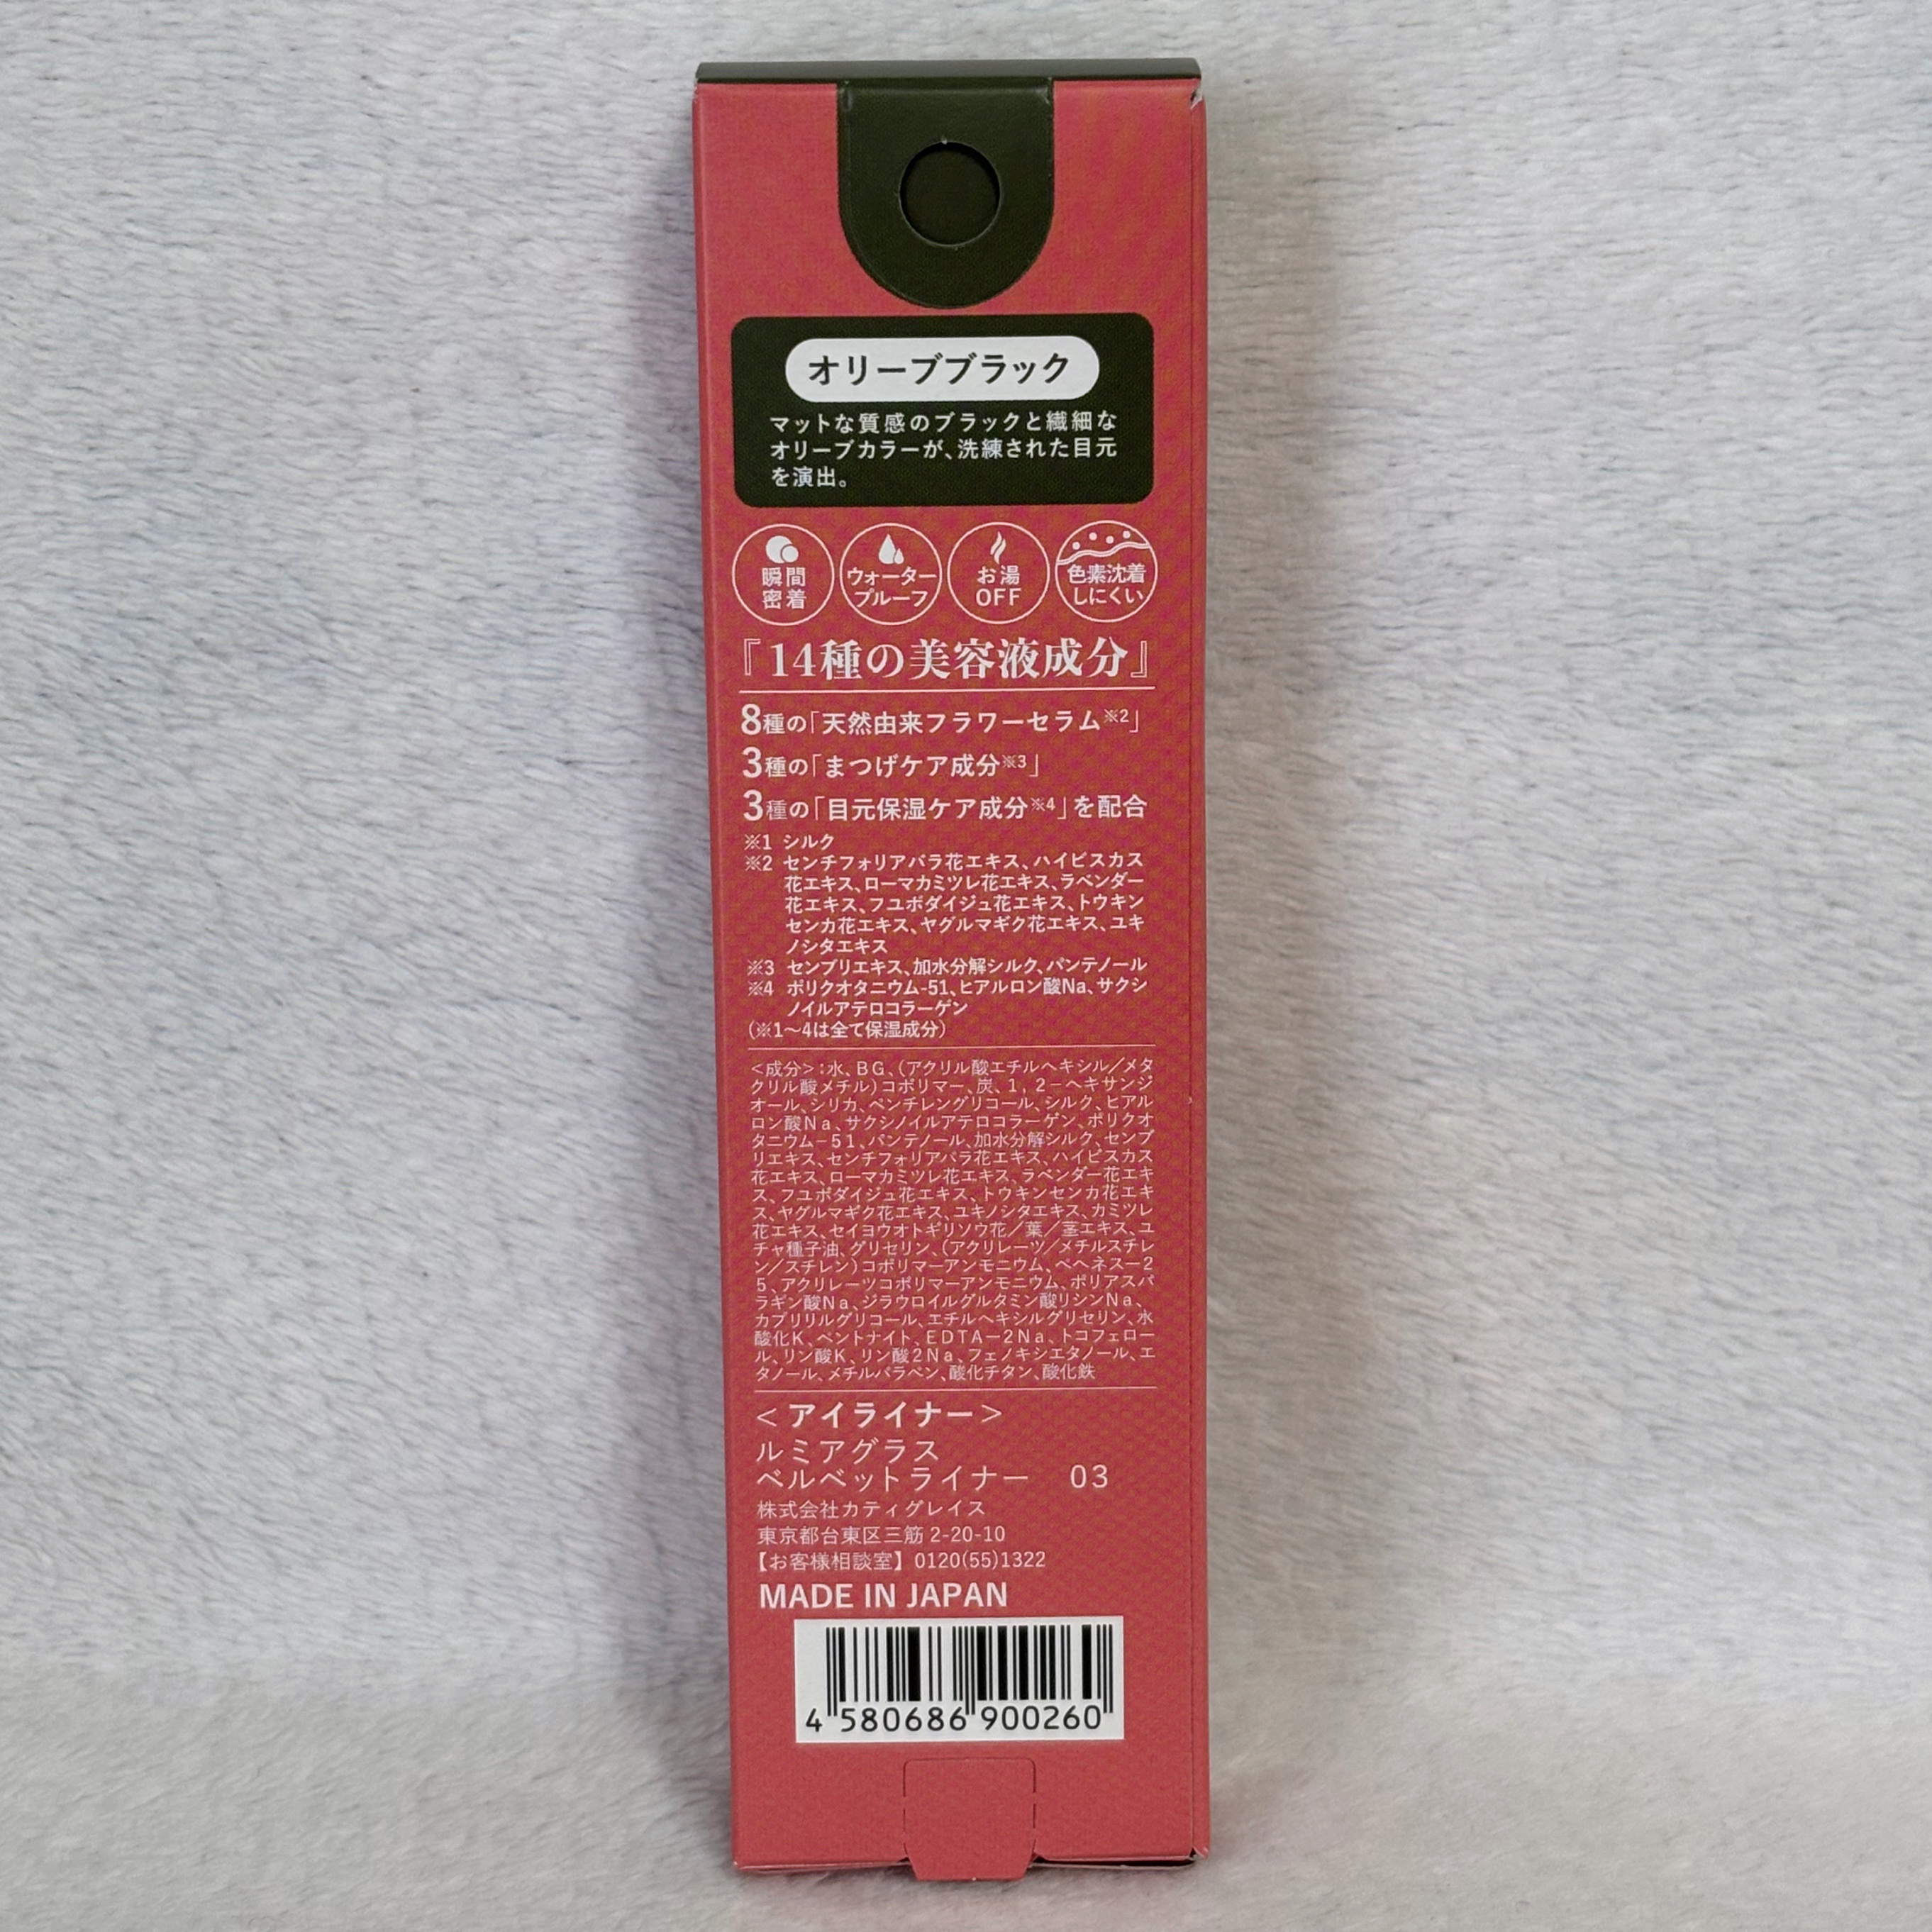 オリーブブラック
マットな質感のブラックと繊細な
オリーブカラーが、洗練された目元
を演出。
瞬間
密着
ウォーター
プルーフ
お湯
OFF
色素沈着
しにくい
『14種の美容液成分』
8種の「天然由来フラワーセラム※2」
3種の「まつげケア成分※3」
3種の「目元保湿ケア成分※4」を配合
※1 シルク
※2 センチフォリアバラ花エキス、ハイビスカス
花エキス、ローマカミツレ花エキス、ラベンダー
花エキス、フユボダイジュ花エキス、トウキン
センカ花エキス、ヤグルマギク花エキス、ユキ
ノシタエキス
※3 センブリエキス、加水分解シルク、パンテノール
※4 ポリクオタニウム-51、ヒアルロン酸Na、サクシ
ノイルアテロコラーゲン
(※1～4は全て保湿成分)
<成分>:水、BG、(アクリル酸エチルヘキシル/メタ
クリル酸メチル)コポリマー、炭、1,2-ヘキサンジ
オール、シリカ、ペンチレングリコール、シルク、ヒアル
ロン酸Na、サクシノイルアテロコラーゲン、ポリクオ
タニウム-51、パンテノール、加水分解シルク、センブ
リエキス、センチフォリアバラ花エキス、ハイビスカス
花エキス、ローマカミツレ花エキス、ラベンダー花エキ
ス、フユボダイジュ花エキス、トウキンセンカ花エキ
ス、ヤグルマギク花エキス、ユキノシタエキス、カミツレ
花エキス、セイヨウオトギリソウ花/葉/茎エキス、ユ
チャ種子油、グリセリン、(アクリレーツ/メチルスチレ
ン/スチレン)コポリマーアンモニウム、ベヘネス-2
5、アクリレーツコポリマーアンモニウム、ポリアスパ
ラギン酸Na、ジラウロイルグルタミン酸リシンNa、
カプリリルグリコール、エチルヘキシルグリセリン、水
酸化K、ベントナイト、EDTA-2Na、トコフェロー
ル、リン酸K、リン酸2Na、フェノキシエタノール、エ
タノール、メチルパラベン、酸化チタン、酸化鉄
<アイライナー>
ルミアグラス
ベルベットライナー 03
株式会社カティグレイス
東京都台東区三筋 2-20-10
【お客様相談室】0120(55)1322
MADE IN JAPAN
4 580686 900260